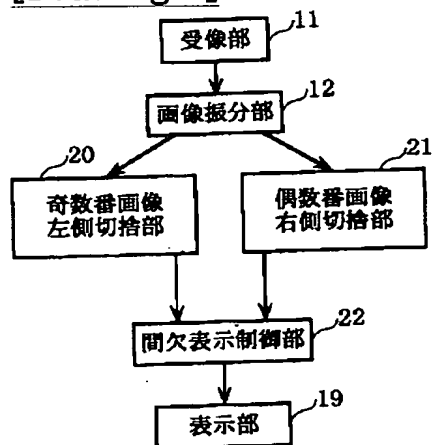 11
受像部
12
画像振分部
20
奇数番画像
左側切捨部
21
偶数番画像
右側切捨部
22
間欠表示制御部
19
表示部